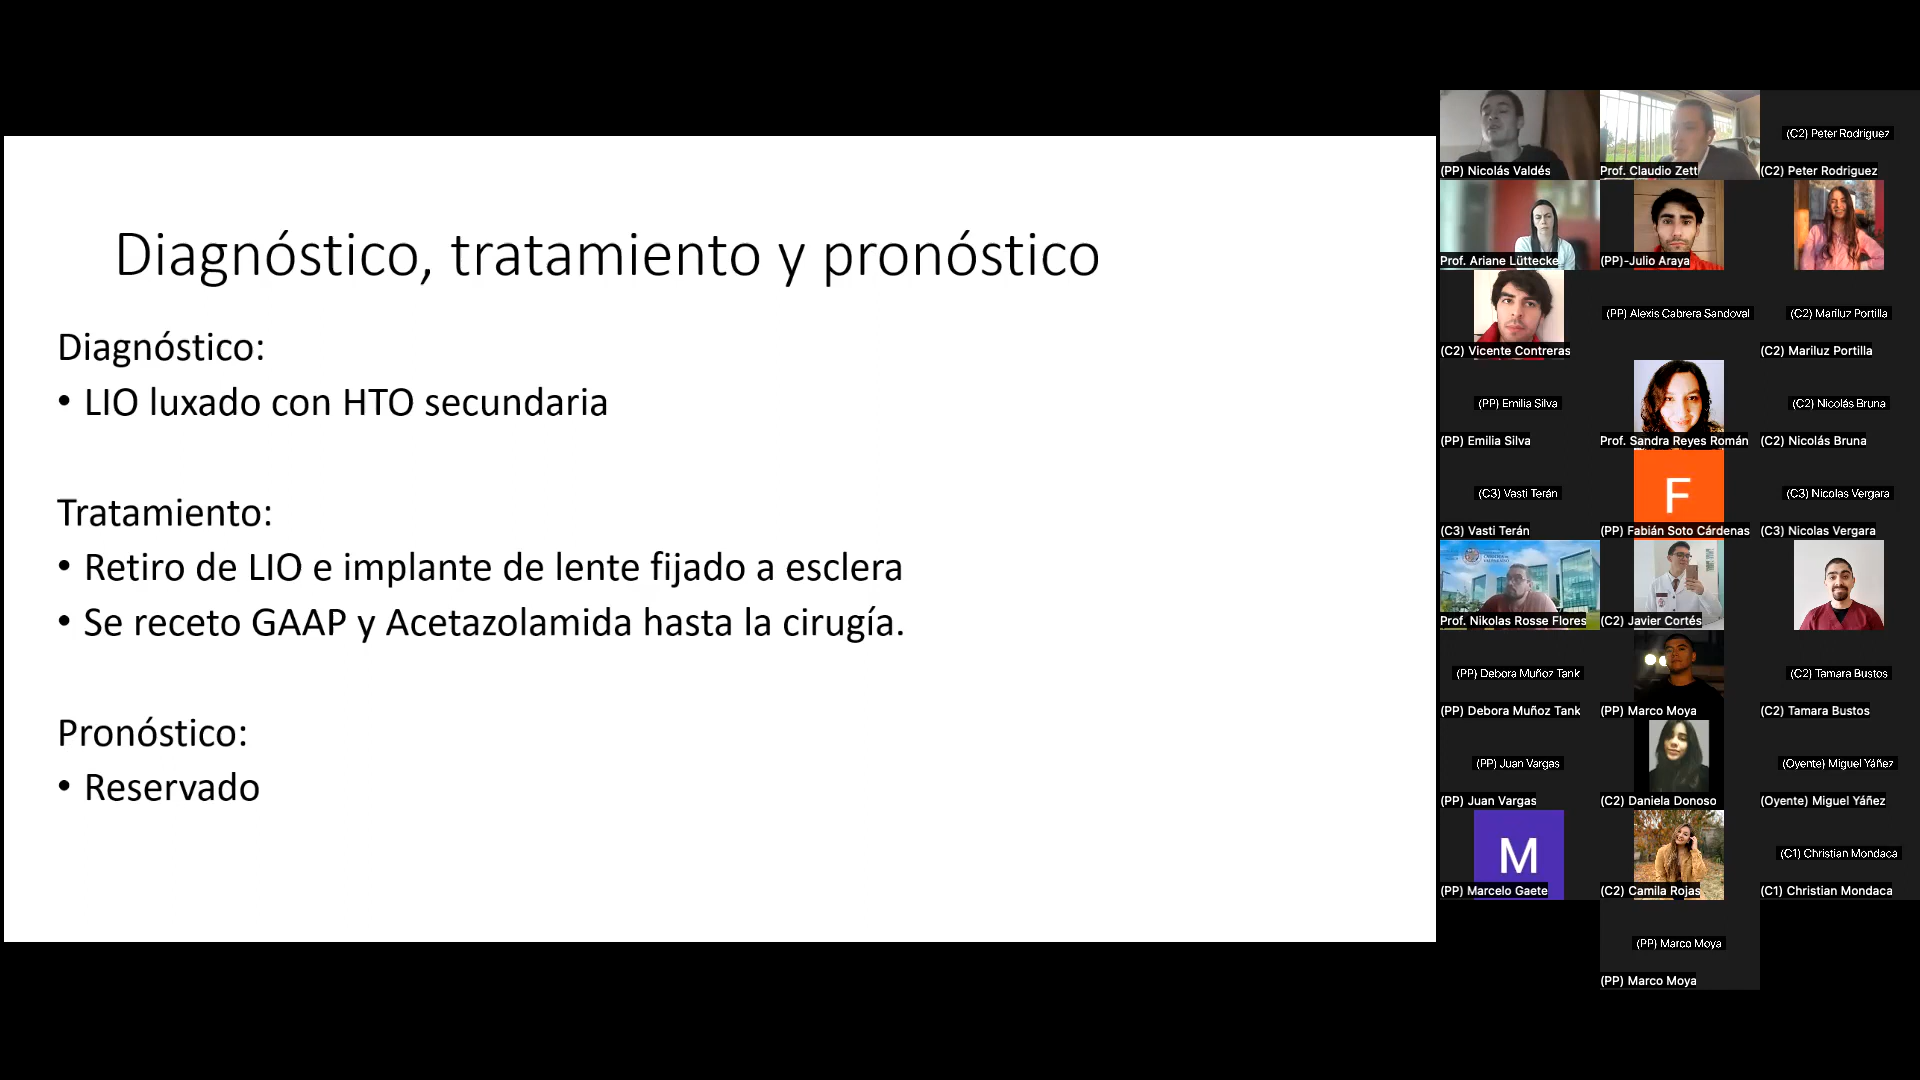 Diagnóstico, tratamiento y pronóstico
Diagnóstico:
• LIO luxado con HTO secundaria
Tratamiento:
• Retiro de LIO e implante de lente fijado a esclera
• Se receto GAAP y Acetazolamida hasta la cirugía.
Pronóstico:
• Reservado
(PP) Nicolás Valdés
Prof. Claudio Zett
(C2) Peter Rodriguez
(C2) Peter Rodriguez
Prof. Ariane Lüttecke
(PP)-Julio Araya
(C2) Vicente Contreras
(PP) Alexis Cabrera Sandoval
(C2) Mariluz Portilla
(C2) Mariluz Portilla
(PP) Emilia Silva
(PP) Emilia Silva
Prof. Sandra Reyes Román
(C2) Nicolás Bruna
(C2) Nicolás Bruna
(C3) Vasti Terán
(C3) Vasti Terán
F
(PP) Fabián Soto Cárdenas
(C3) Nicolas Vergara
(C3) Nicolas Vergara
Prof. Nikolas Rosse Flores
(C2) Javier Cortés
(PP) Debora Muñoz Tank
(PP) Debora Muñoz Tank
(PP) Marco Moya
(C2) Tamara Bustos
(C2) Tamara Bustos
(PP) Juan Vargas
(PP) Juan Vargas
(C2) Daniela Donoso
(Oyente) Miguel Yáñez
(Oyente) Miguel Yáñez
M
(PP) Marcelo Gaete
(C2) Camila Rojas
(C1) Christian Mondaca
(C1) Christian Mondaca
(PP) Marco Moya
(PP) Marco Moya